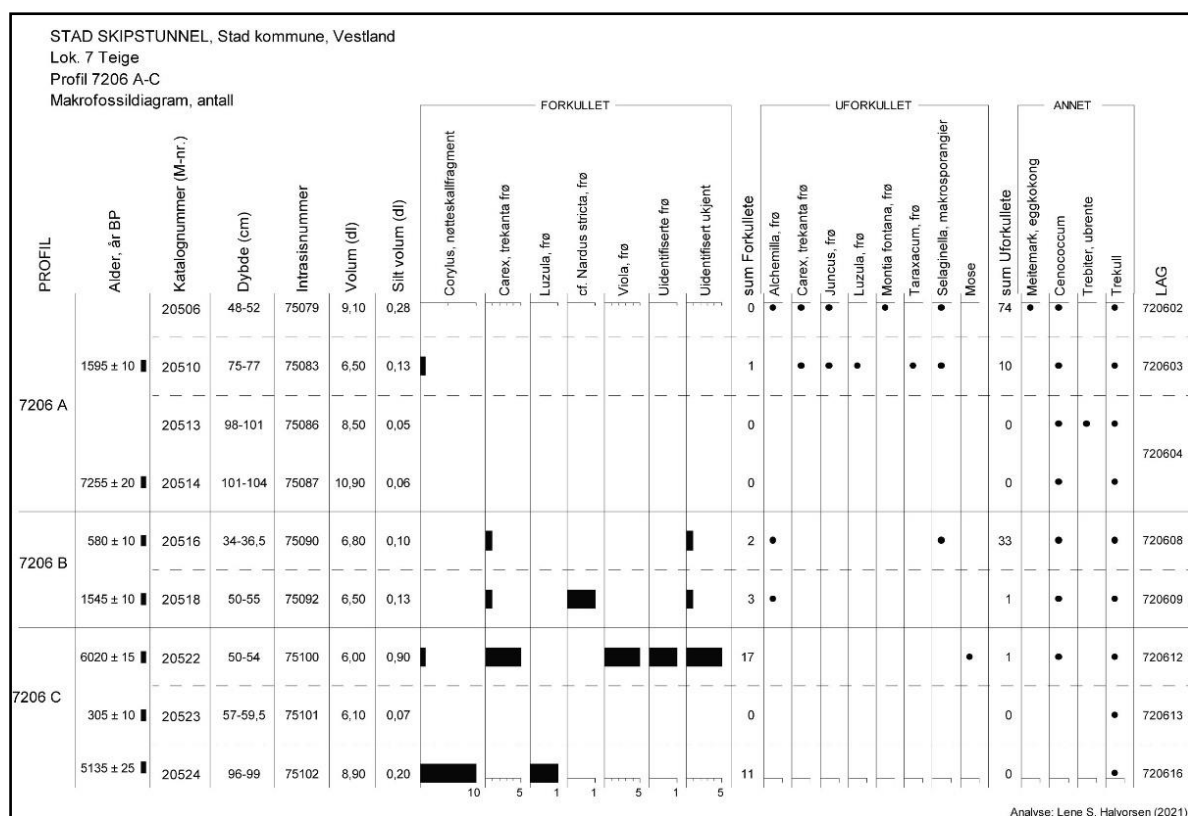 STAD SKIPSTUNNEL, Stad kommune, Vestland
Lok. 7 Teige
Profil 7206 A-C
Makrofossildiagram, antall
FORKULLET UFORKULLET ANNET
PROFIL
Alder, år BP
Katalognummer (M-nr.)
Dybde (cm)
Intrasisnummer
Volum (dl)
Silt volum (dl)
Corylus, nøtteskallfragment
Carex, trekanta frø
Luzula, frø
cf. Nardus stricta, frø
Viola, frø
Uidentifiserte frø
Uidentifisert ukjent
sum Forkullete
Alchemilla, frø
Carex, trekanta frø
Juncus, frø
Luzula, frø
Montia fontana, frø
Taraxacum, frø
Selaginella, makrosporangier
Mose
sum Uforkullete
Meitemark, eggkokong
Cenococcum
Trebiter, ubrente
Trekull
LAG
20506 48-52 75079 9,10 0,28 0 74 720602
1595 ± 10 20510 75-77 75083 6,50 0,13 1 10 720603
7206 A
20513 98-101 75086 8,50 0,05 0 0
720604
7255 ± 20 20514 101-104 75087 10,90 0,06 0 0
580 ± 10 20516 34-36,5 75090 6,80 0,10 2 33 720608
7206 B
1545 ± 10 20518 50-55 75092 6,50 0,13 3 1 720609
6020 ± 15 20522 50-54 75100 6,00 0,90 17 1 720612
7206 C
305 ± 10 20523 57-59,5 75101 6,10 0,07 0 0 720613
5135 ± 25 20524 96-99 75102 8,90 0,20 11 0 720616
10 5 1 1 5 1 5
Analyse: Lene S. Halvorsen (2021)